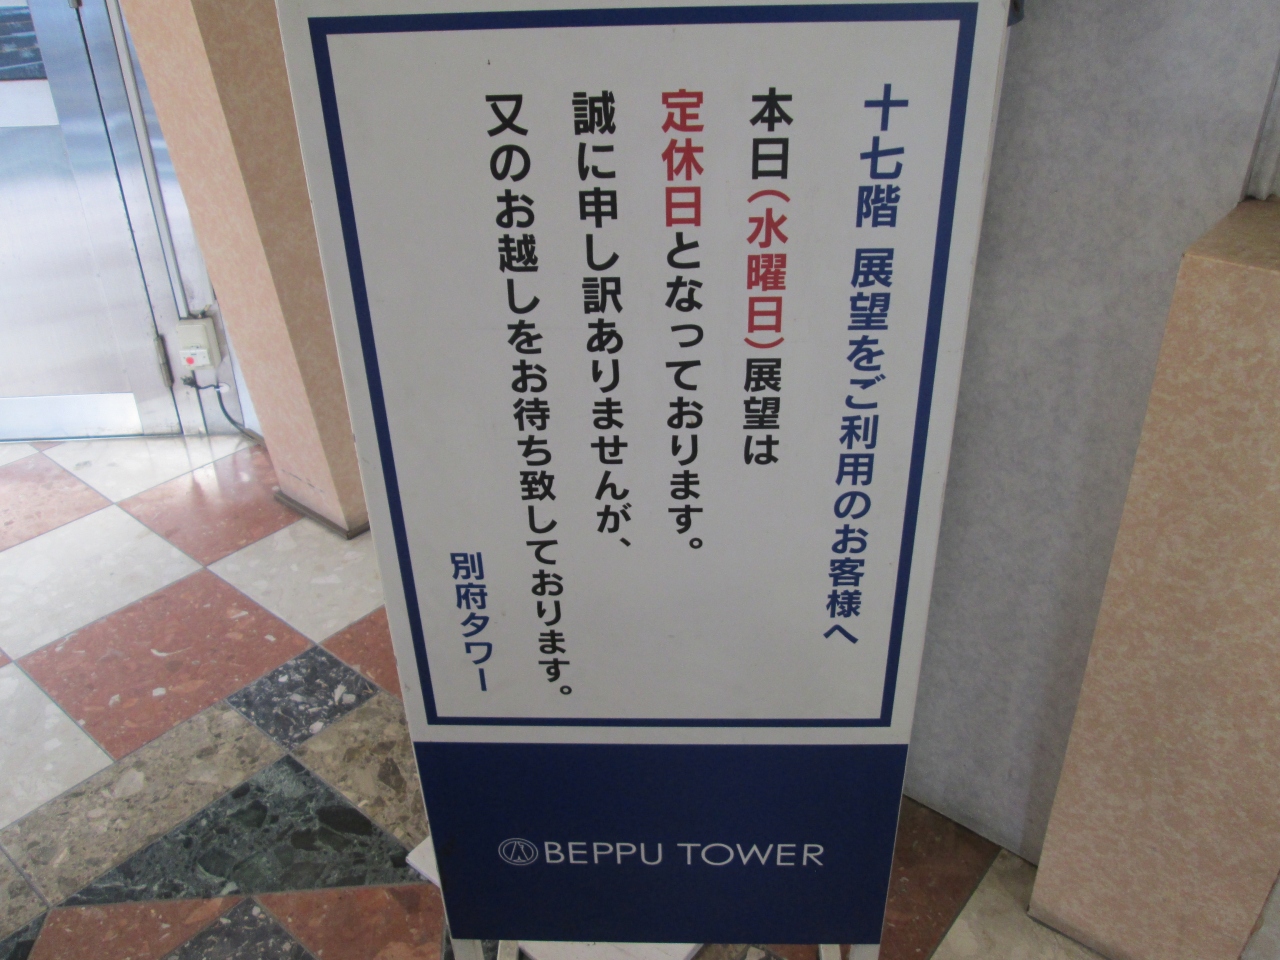 十七階 展望をご利用のお客様へ
本日(水曜日)展望は
定休日となっております。
誠に申し訳ありませんが、
又のお越しをお待ち致しております。
別府タワー
BEPPU TOWER